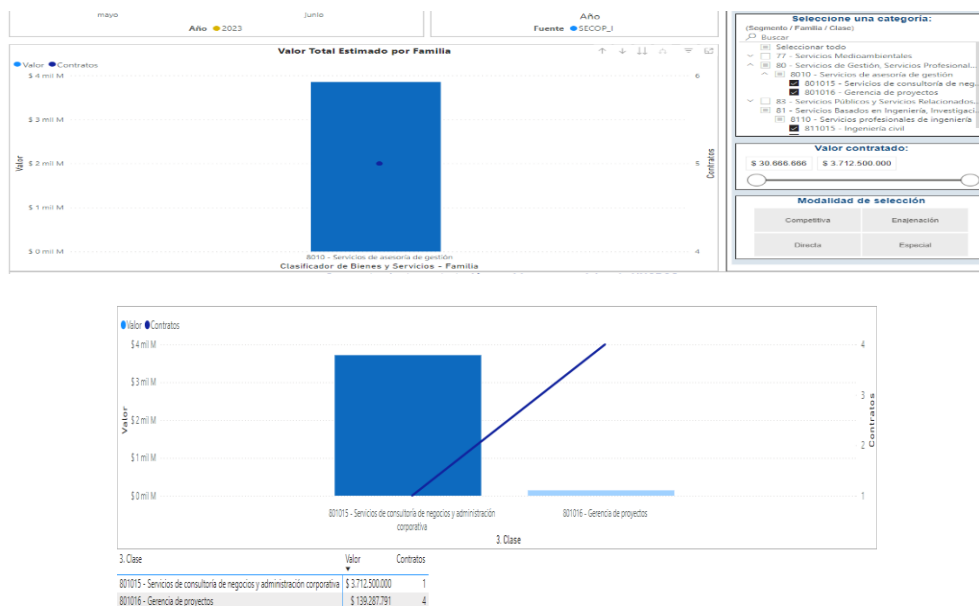 mayo junio
Año 2023
Año
Fuente SECOP_I
Valor Total Estimado por Familia
Valor Contratos
$ 4 mil M
$ 3 mil M
$ 2 mil M
$ 1 mil M
$ 0 mil M
Valor
6
5
4
Contratos
8010 - Servicios de asesoría de gestión
Clasificador de Bienes y Servicios – Familia
Seleccione una categoría:
(Segmento / Familia / Clase)
Buscar
Seleccionar todo
77 - Servicios Medioambientales
80 - Servicios de Gestión, Servicios Profesional...
8010 - Servicios de asesoría de gestión
801015 - Servicios de consultoría de neg...
801016 - Gerencia de proyectos
83 - Servicios Públicos y Servicios Relacionados...
81 - Servicios Basados en Ingeniería, Investigaci...
8110 - Servicios profesionales de ingeniería
811015 - Ingeniería civil
Valor contratado:
$ 30.666.666 $ 3.712.500.000
Modalidad de selección
Competitiva Enajenación
Directa Especial
Valor Contratos
$4 mil M
$3 mil M
$2 mil M
$1 mil M
$0 mil M
Valor
4
3
2
1
Contratos
801015 - Servicios de consultoría de negocios y administración
corporativa
801016 - Gerencia de proyectos
3. Clase
3. Clase Valor Contratos
801015 - Servicios de consultoría de negocios y administración corporativa $ 3.712.500.000 1
801016 - Gerencia de proyectos $ 139.287.791 4